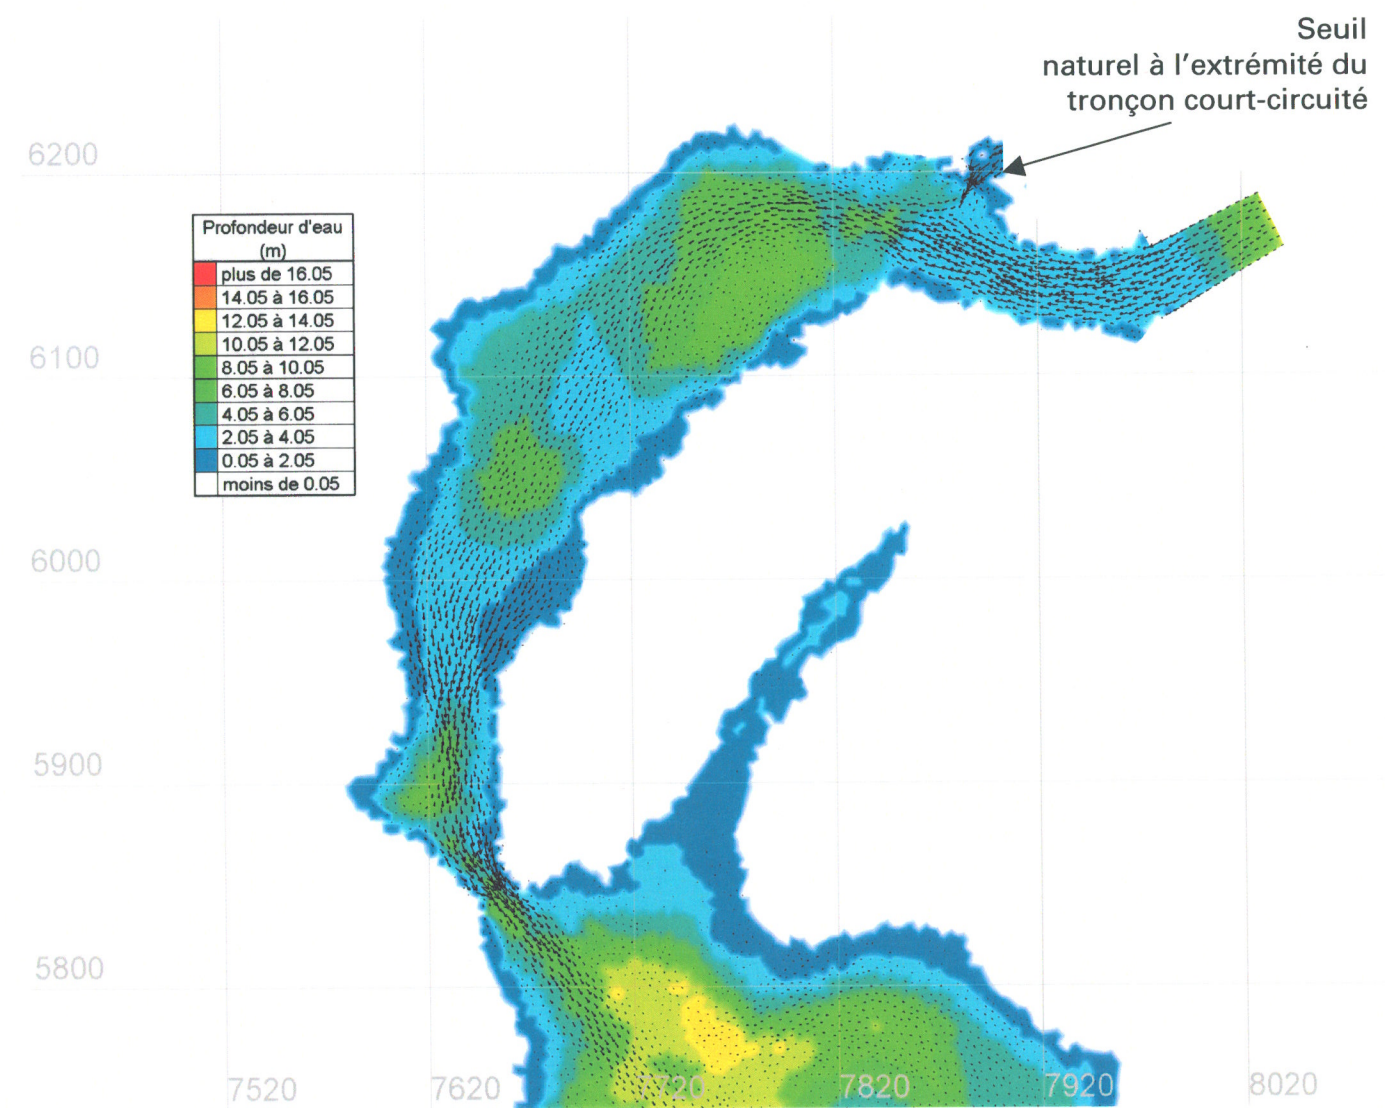 Seuil
naturel à l'extrémité du
tronçon court-circuité
6200
6100
6000
5900
5800
Profondeur d'eau
(m)
plus de 16.05
14.05 à 16.05
12.05 à 14.05
10.05 à 12.05
8.05 à 10.05
6.05 à 8.05
4.05 à 6.05
2.05 à 4.05
0.05 à 2.05
moins de 0.05
7520
7620
7720
7820
7920
8020